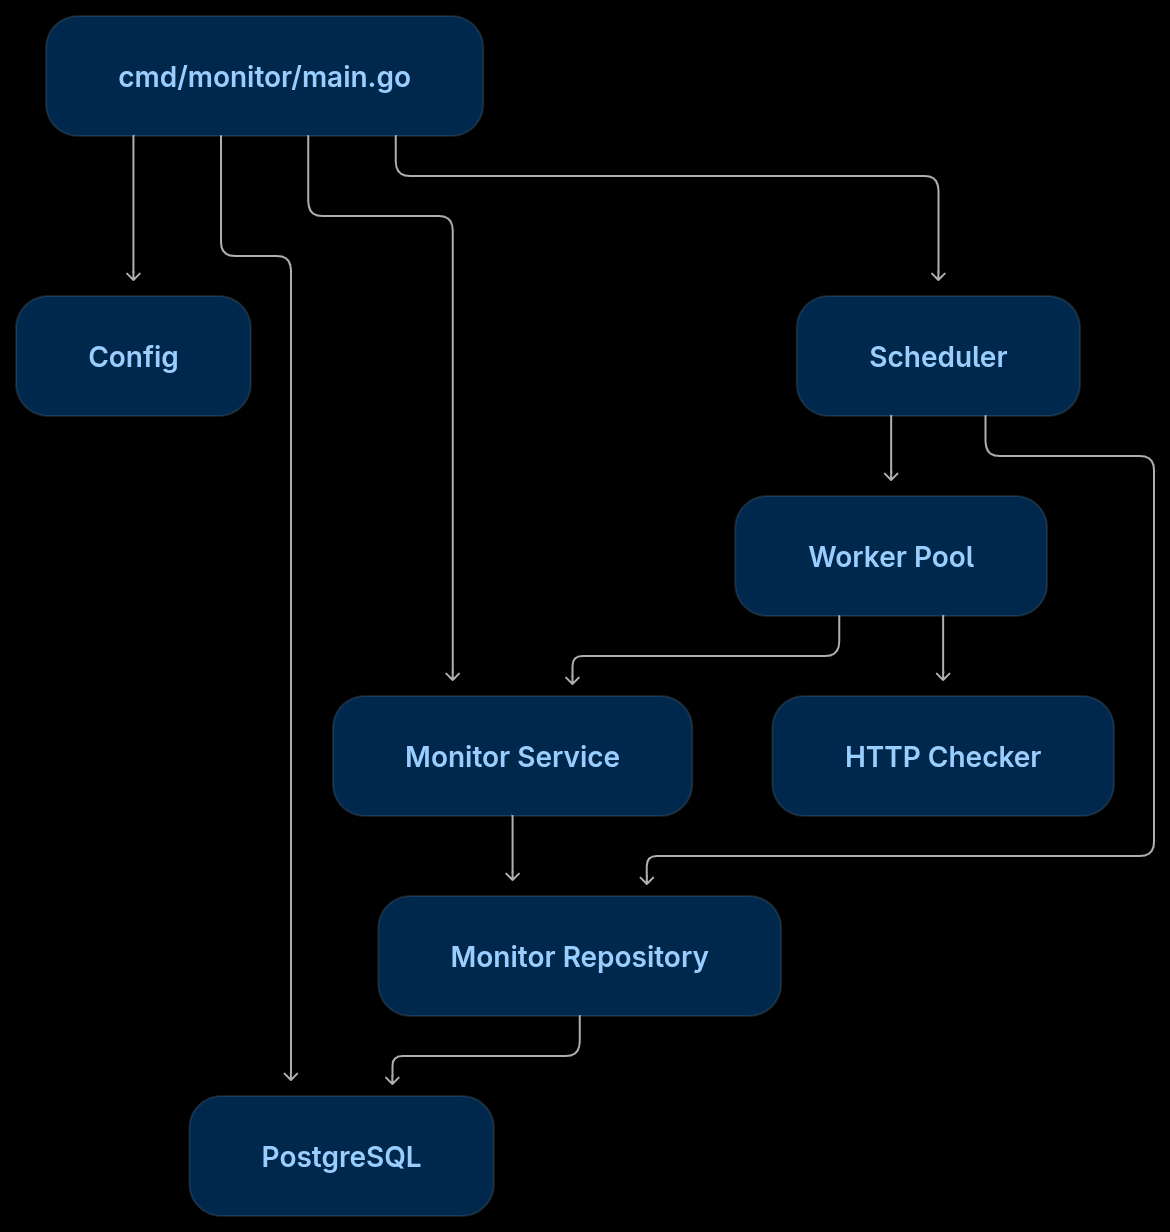 cmd/monitor/main.go
Config
Scheduler
Worker Pool
Monitor Service
HTTP Checker
Monitor Repository
PostgreSQL